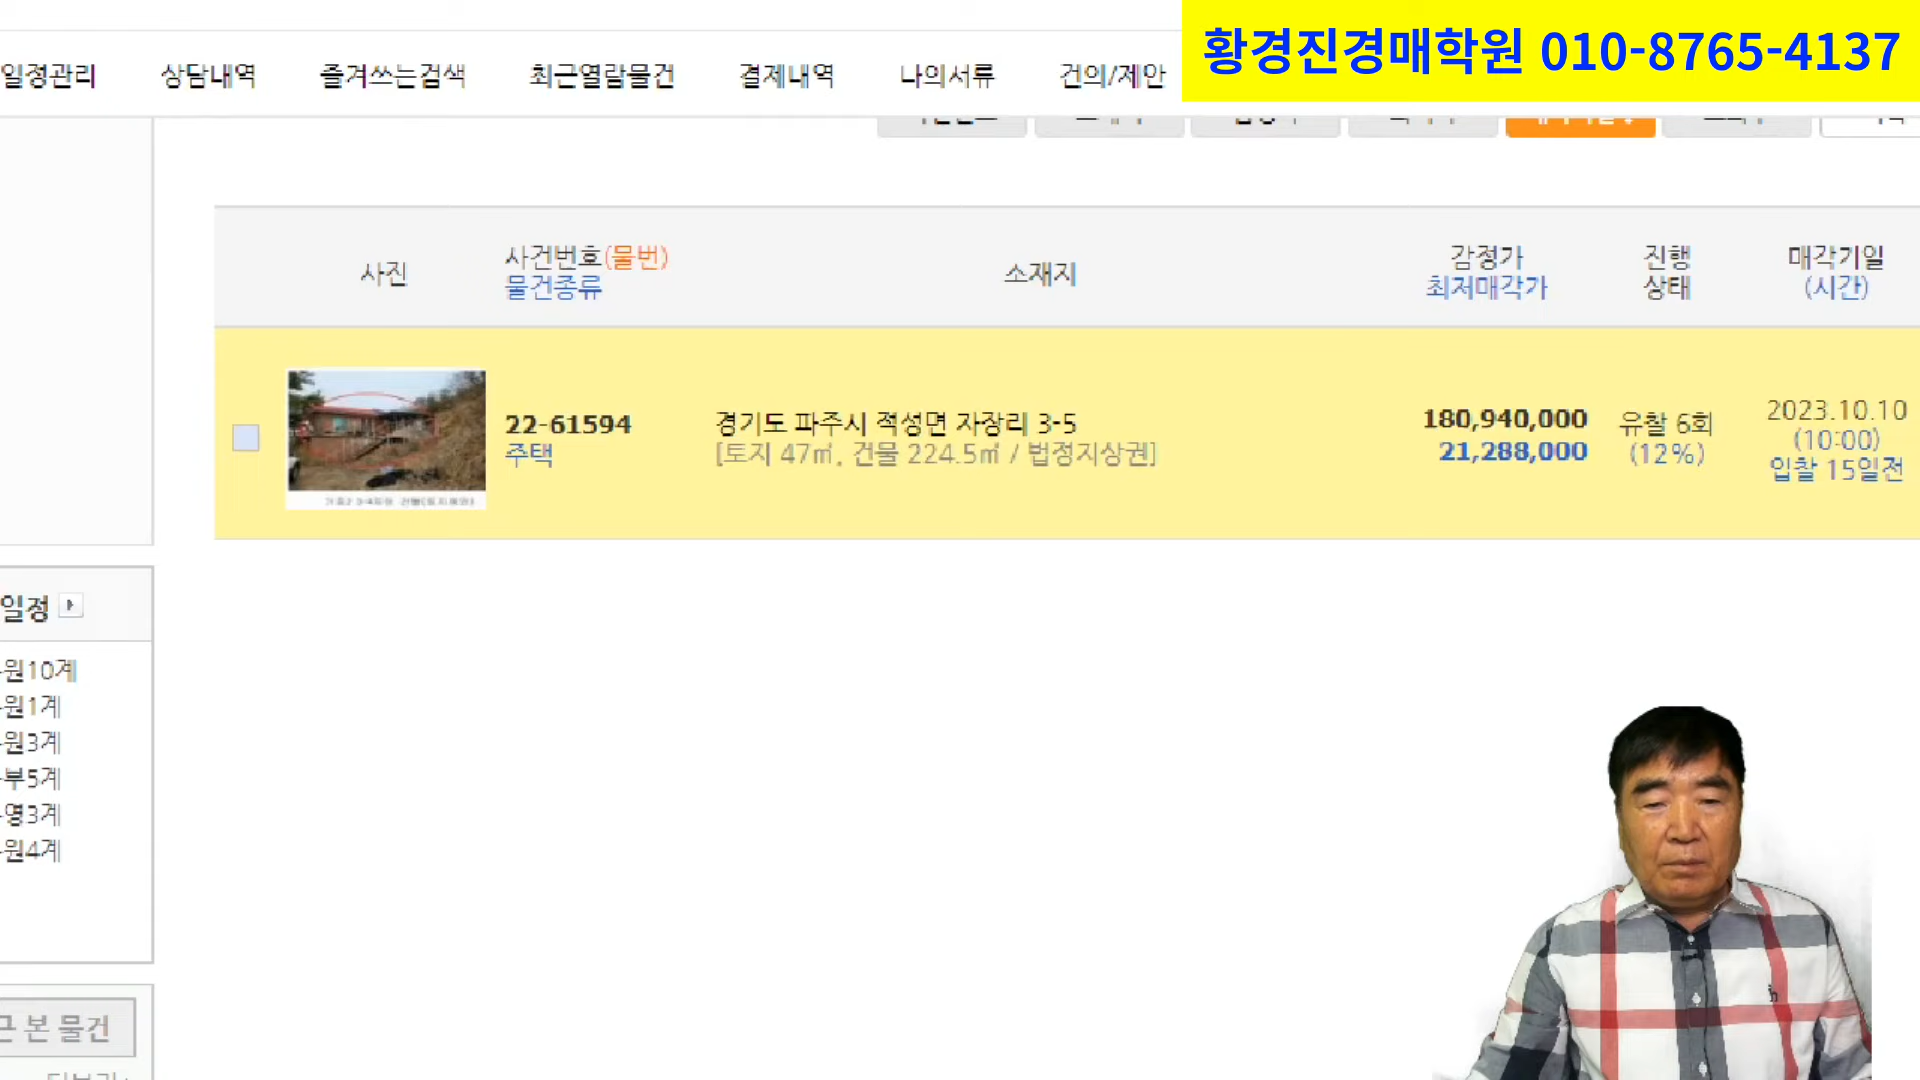 황경진경매학원 010-8765-4137
일정관리
상담내역
즐겨쓰는검색
최근열람물건
결제내역
나의서류
건의/제안
사진
사건번호(물번)
물건종류
소재지
감정가
최저매각가
진행
상태
매각기일
(시간)
22-61594
주택
경기도 파주시 적성면 자장리 3-5
[토지 47㎡, 건물 224.5㎡ / 법정지상권]
180,940,000
21,288,000
유찰 6회
(12%)
2023.10.10
(10:00)
입찰 15일전
일정
원10계
원1계
원3계
부5계
영3계
원4계
근 본 물건